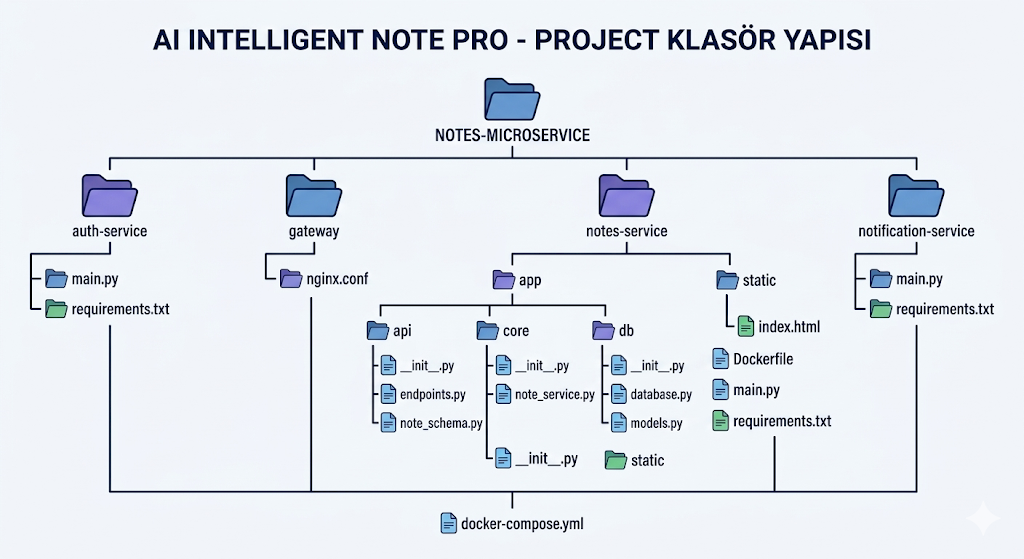 AI INTELLIGENT NOTE PRO - PROJECT KLASÖR YAPISI
NOTES-MICROSERVICE
auth-service
gateway
notes-service
notification-service
main.py
requirements.txt
nginx.conf
app
static
main.py
requirements.txt
api
core
db
index.html
__init__.py
endpoints.py
note_schema.py
__init__.py
note_service.py
__init__.py
__init__.py
database.py
models.py
static
Dockerfile
main.py
requirements.txt
docker-compose.yml